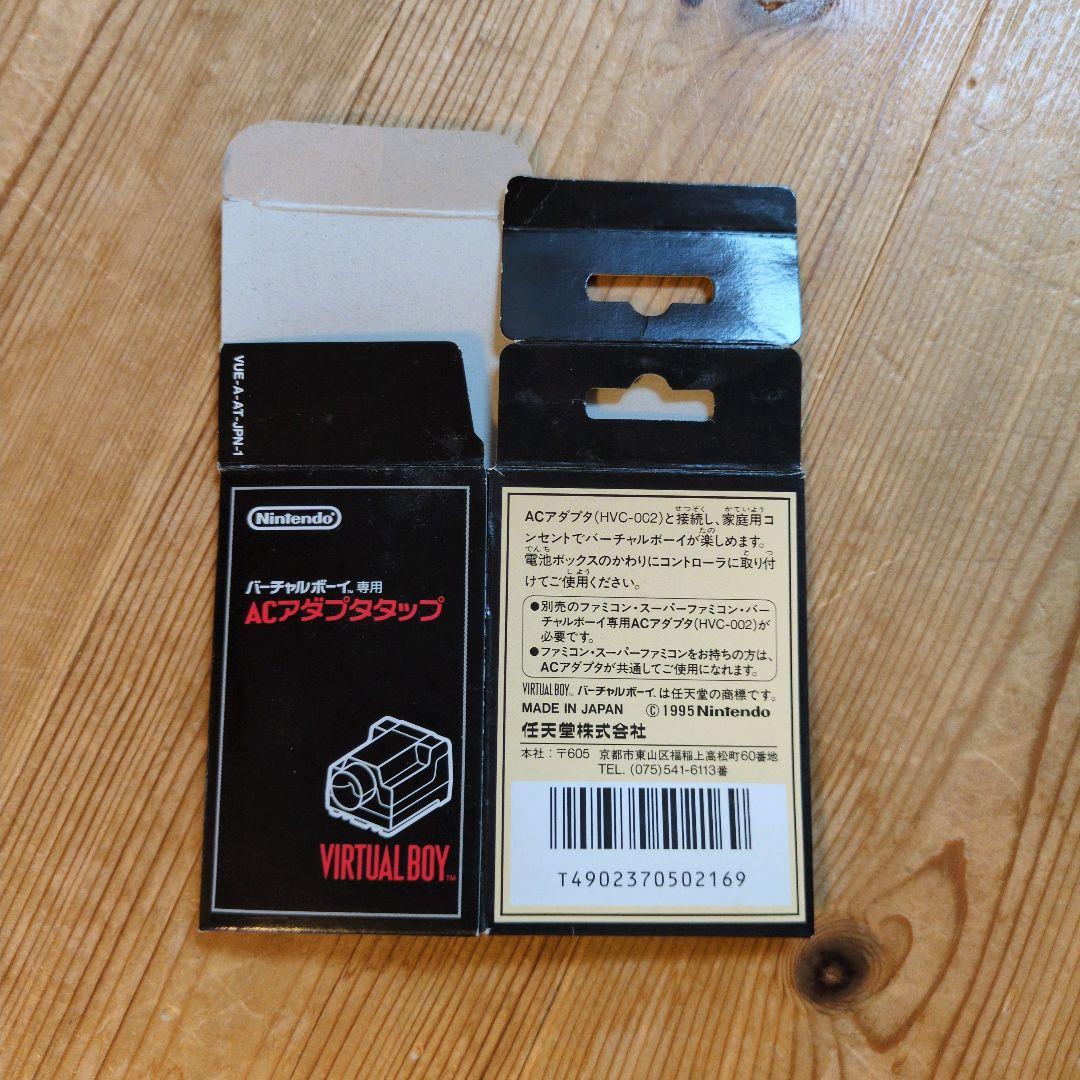 VUE-A-AT-JPN-1
Nintendo
バーチャルボーイ™専用
ACアダプタタップ
VIRTUAL BOY™
ACアダプタ(HVC-002)と接続し、家庭用コ
ンセントでバーチャルボーイが楽しめます。
電池ボックスのかわりにコントローラに取り付
けてご使用ください。
●別売のファミコン・スーパーファミコン・バー
チャルボーイ専用ACアダプタ(HVC-002)が
必要です。
●ファミコン・スーパーファミコンをお持ちの方は、
ACアダプタが共通してご使用になれます。
VIRTUAL BOY™ バーチャルボーイ™は任天堂の商標です。
MADE IN JAPAN ©1995 Nintendo
任天堂株式会社
本社:〒605 京都市東山区福稲上高松町60番地
TEL. (075)541-6113番
T4902370502169